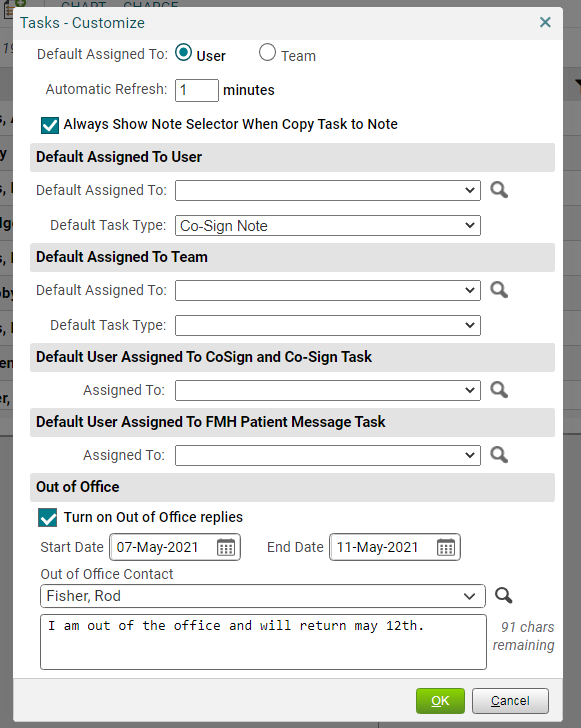 CHART CHARGE
Tasks - Customize
Default Assigned To: User Team
Automatic Refresh: 1 minutes
Always Show Note Selector When Copy Task to Note
Default Assigned To User
Default Assigned To:
Default Task Type: Co-Sign Note
Default Assigned To Team
Default Assigned To:
Default Task Type:
Default User Assigned To CoSign and Co-Sign Task
Assigned To:
Default User Assigned To FMH Patient Message Task
Assigned To:
Out of Office
Turn on Out of Office replies
Start Date 07-May-2021 End Date 11-May-2021
Out of Office Contact
Fisher, Rod
I am out of the office and will return may 12th.
91 chars
remaining
OK Cancel